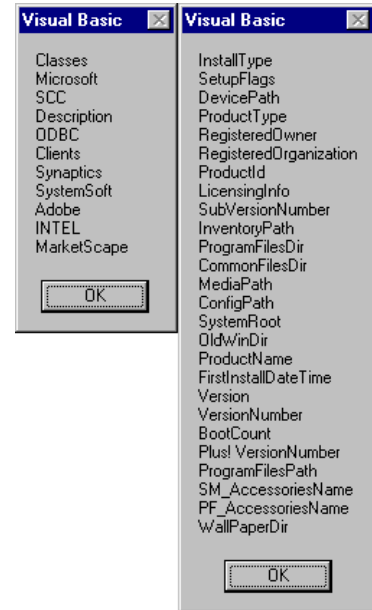 Visual Basic
Classes
Microsoft
SCC
Description
ODBC
Clients
Synaptics
SystemSoft
Adobe
INTEL
MarketScape
OK
Visual Basic
InstallType
SetupFlags
DevicePath
ProductType
RegisteredOwner
RegisteredOrganization
ProductId
LicensingInfo
SubVersionNumber
InventoryPath
ProgramFilesDir
CommonFilesDir
MediaPath
ConfigPath
SystemRoot
OldWinDir
ProductName
FirstInstallDateTime
Version
VersionNumber
BootCount
Plus! VersionNumber
ProgramFilesPath
SM_AccessoriesName
PF_AccessoriesName
WallPaperDir
OK